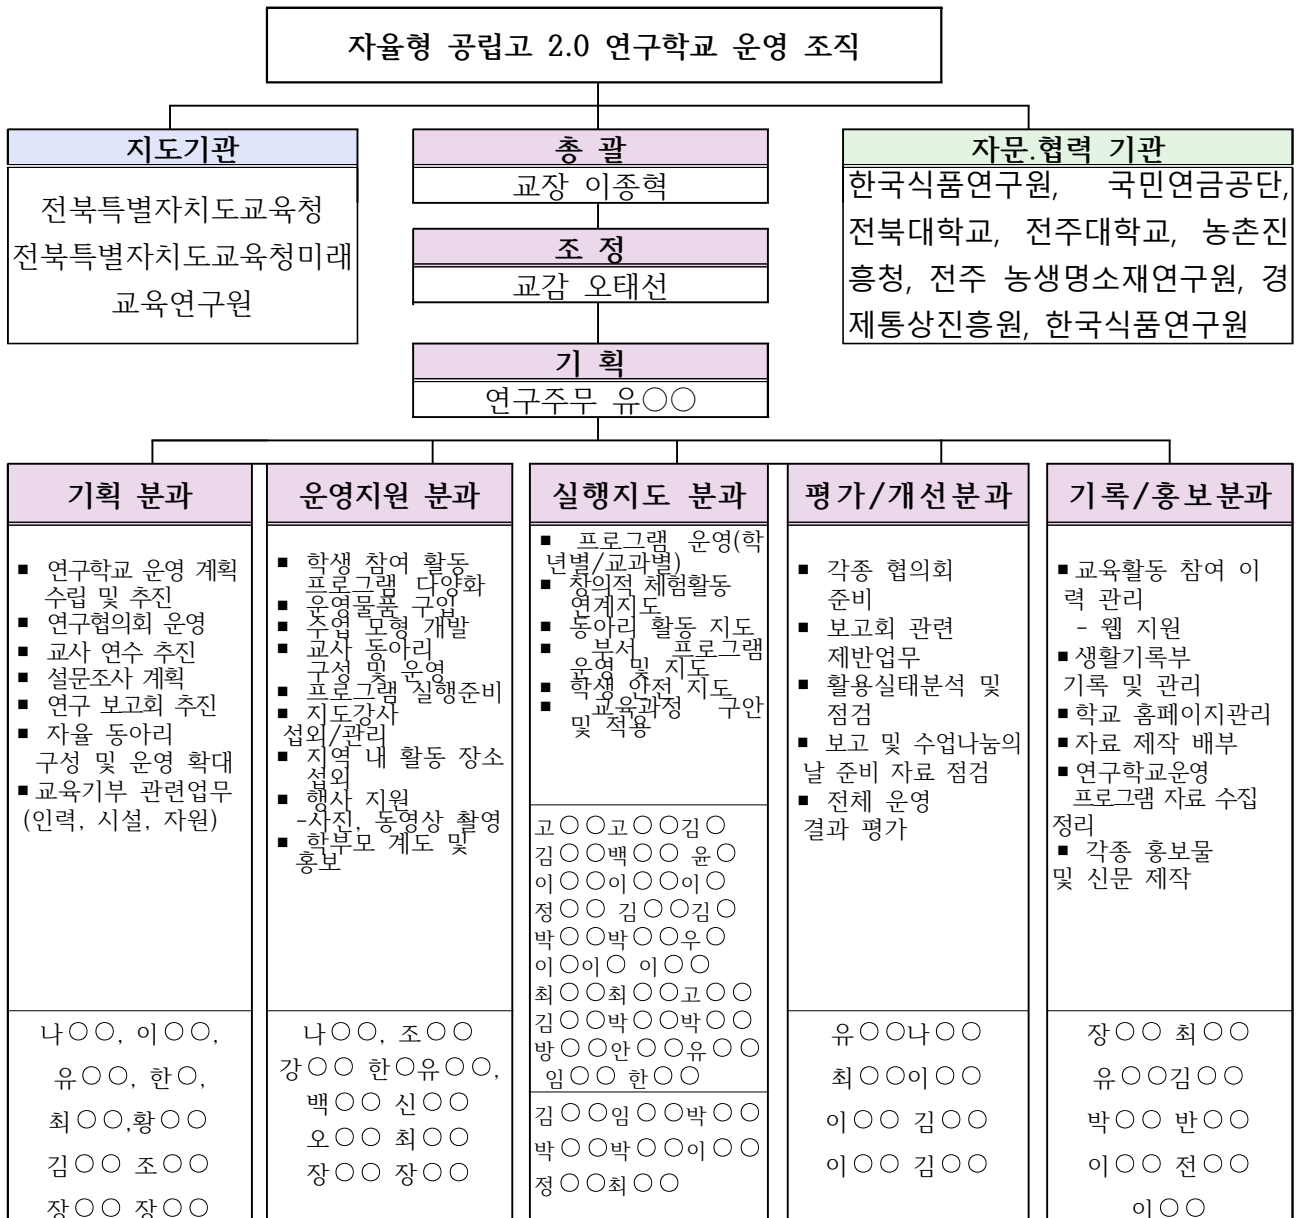 자율형 공립고 2.0 연구학교 운영 조직
지도기관
전북특별자치도교육청
전북특별자치도교육청미래
교육연구원
총 괄
교장 이종혁
조 정
교감 오태선
기 획
연구주무 유○○
자문.협력 기관
한국식품연구원, 국민연금공단,
전북대학교, 전주대학교, 농촌진
흥청, 전주 농생명소재연구원, 경
제통상진흥원, 한국식품연구원
기획 분과
■ 연구학교 운영 계획
수립 및 추진
■ 연구협의회 운영
■ 교사 연수 추진
■ 설문조사 계획
■ 연구 보고회 추진
■ 자율 동아리
구성 및 운영 확대
■교육기부 관련업무
(인력, 시설, 자원)
나○○, 이○○,
유○○, 한○,
최○○,황○○
김○○ 조○○
장○○ 장○○
운영지원 분과
■ 학생 참여 활동
프로그램 다양화
■ 운영물품 구입
■ 수업 모형 개발
■ 교사 동아리
구성 및 운영
■ 프로그램 실행준비
■ 지도강사
섭외/관리
■ 지역 내 활동 장소
섭외
■ 행사 지원
-사진, 동영상 촬영
■ 학부모 계도 및
홍보
나○○, 조○○
강○○ 한○유○○,
백○○ 신○○
오○○ 최○○
장○○ 장○○
실행지도 분과
■ 프로그램 운영(학
년별/교과별)
■ 창의적 체험활동
연계지도
■ 동아리 활동 지도
■ 부서 프로그램
운영 및 지도
■ 학생 안전 지도
■ 교육과정 구안
및 적용
고○○고○○김○
김○○백○○ 윤○
이○○이○○이○
정○○ 김○○김○
박○○박○○우○
이○이○ 이○○
최○○최○○고○○
김○○박○○박○○
방○○안○○유○○
임○○ 한○○
김○○임○○박○○
박○○박○○이○○
정○○최○○
평가/개선분과
■ 각종 협의회
준비
■ 보고회 관련
제반업무
■ 활용실태분석 및
점검
■ 보고 및 수업나눔의
날 준비 자료 점검
■ 전체 운영
결과 평가
유○○나○○
최○○이○○
이○○ 김○○
이○○ 김○○
기록/홍보분과
■교육활동 참여 이
력 관리
- 웹 지원
■생활기록부
기록 및 관리
■학교 홈페이지관리
■자료 제작 배부
■연구학교운영
프로그램 자료 수집
정리
■ 각종 홍보물
및 신문 제작
장○○ 최○○
유○○김○○
박○○ 반○○
이○○ 전○○
이○○